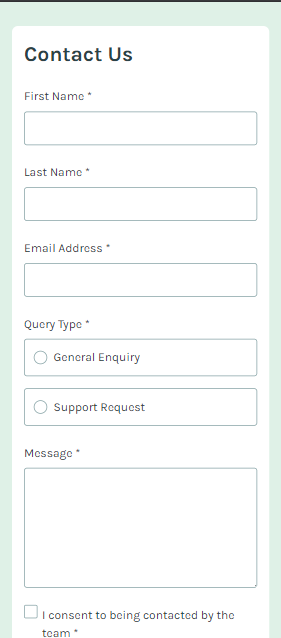 Contact Us
First Name *
Last Name *
Email Address *
Query Type *
General Enquiry
Support Request
Message *
I consent to being contacted by the
team *